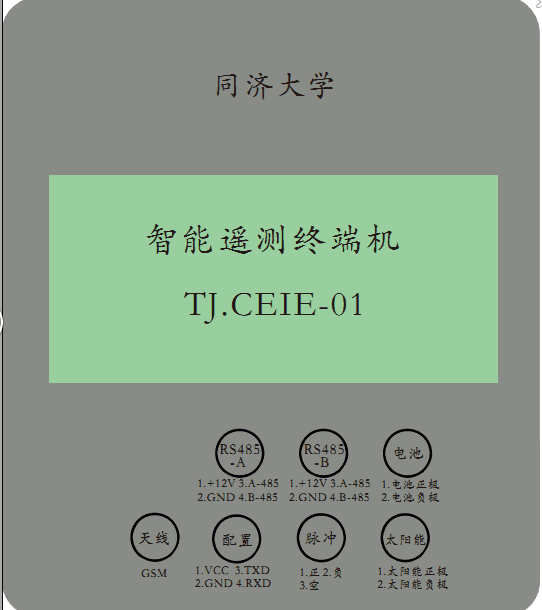 同济大学
智能遥测终端机
TJ.CEIE-01
RS485
-A
RS485
-B
电池
1.+12V 3.A-485
2.GND 4.B-485
1.+12V 3.A-485
2.GND 4.B-485
1.电池正极
2.电池负极
天线
配置
脉冲
太阳能
GSM
1.VCC 3.TXD
2.GND 4.RXD
1.正 2.负
3.空
1.太阳能正极
2.太阳能负极